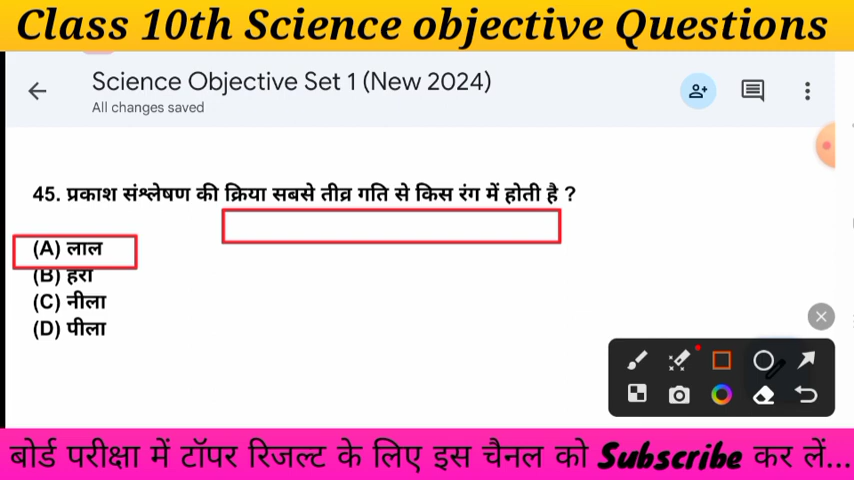 Class 10th Science objective Questions
Science Objective Set 1 (New 2024)
All changes saved
45. प्रकाश संश्लेषण की क्रिया सबसे तीव्र गति से किस रंग में होती है ?
(A) लाल
(B) हरा
(C) नीला
(D) पीला
बोर्ड परीक्षा में टॉपर रिजल्ट के लिए इस चैनल को Subscribe कर लें...